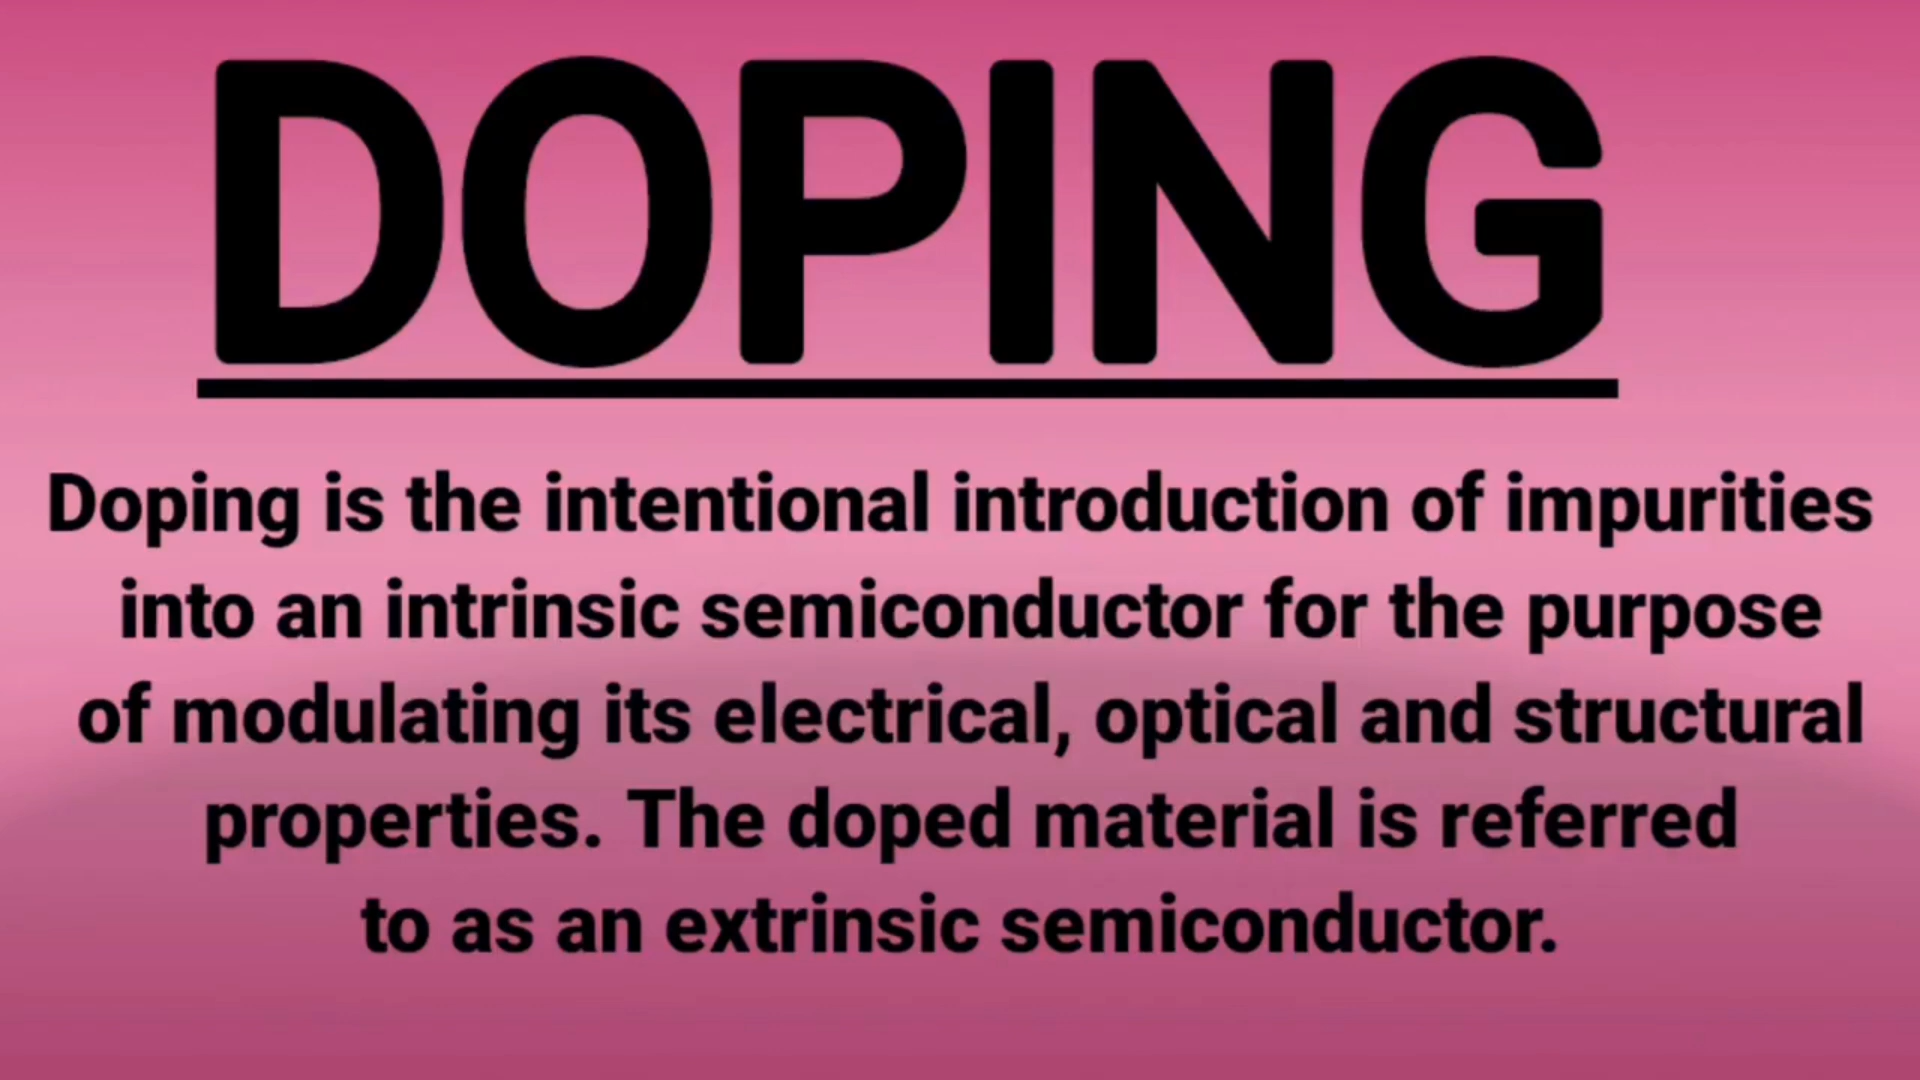 DOPING
Doping is the intentional introduction of impurities
into an intrinsic semiconductor for the purpose
of modulating its electrical, optical and structural
properties. The doped material is referred
to as an extrinsic semiconductor.